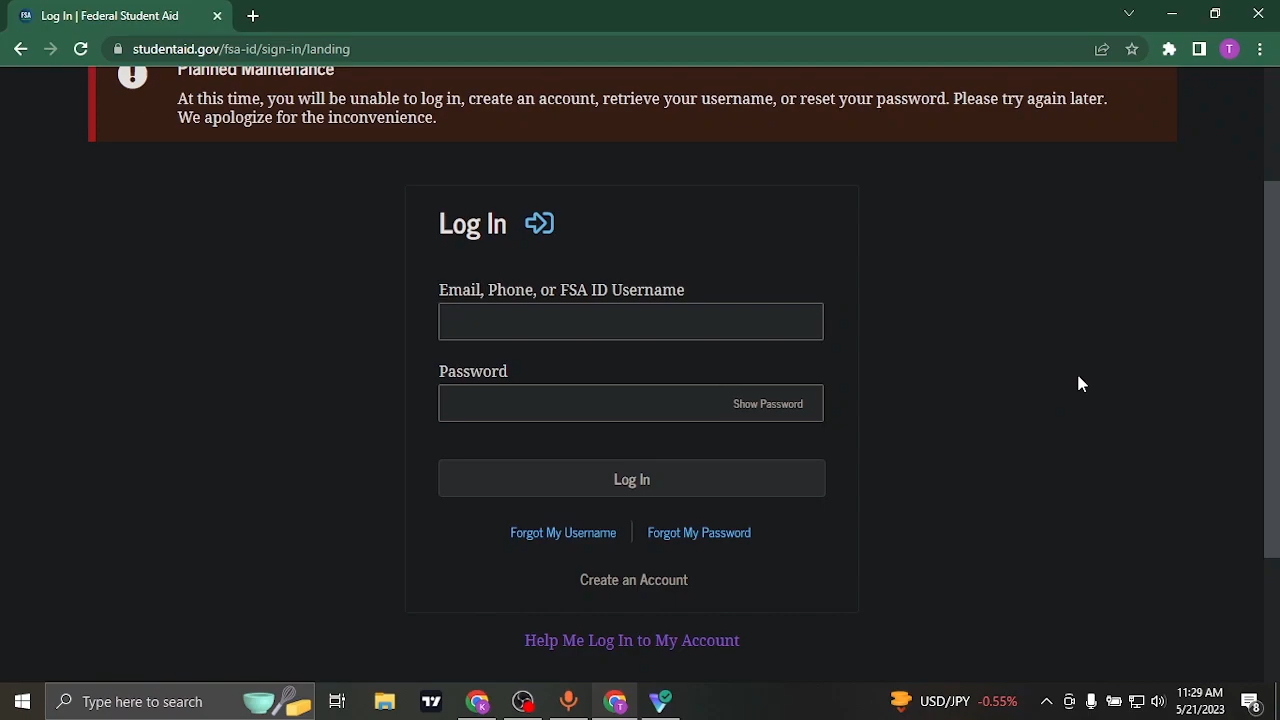 Log In | Federal Student Aid
studentaid.gov/fsa-id/sign-in/landing
T
Planned Maintenance
At this time, you will be unable to log in, create an account, retrieve your username, or reset your password. Please try again later.
We apologize for the inconvenience.
Log In
Email, Phone, or FSA ID Username
Password
Show Password
Log In
Forgot My Username
Forgot My Password
Create an Account
Help Me Log In to My Account
Type here to search
USD/JPY -0.55%
11:29 AM
5/21/2023
8